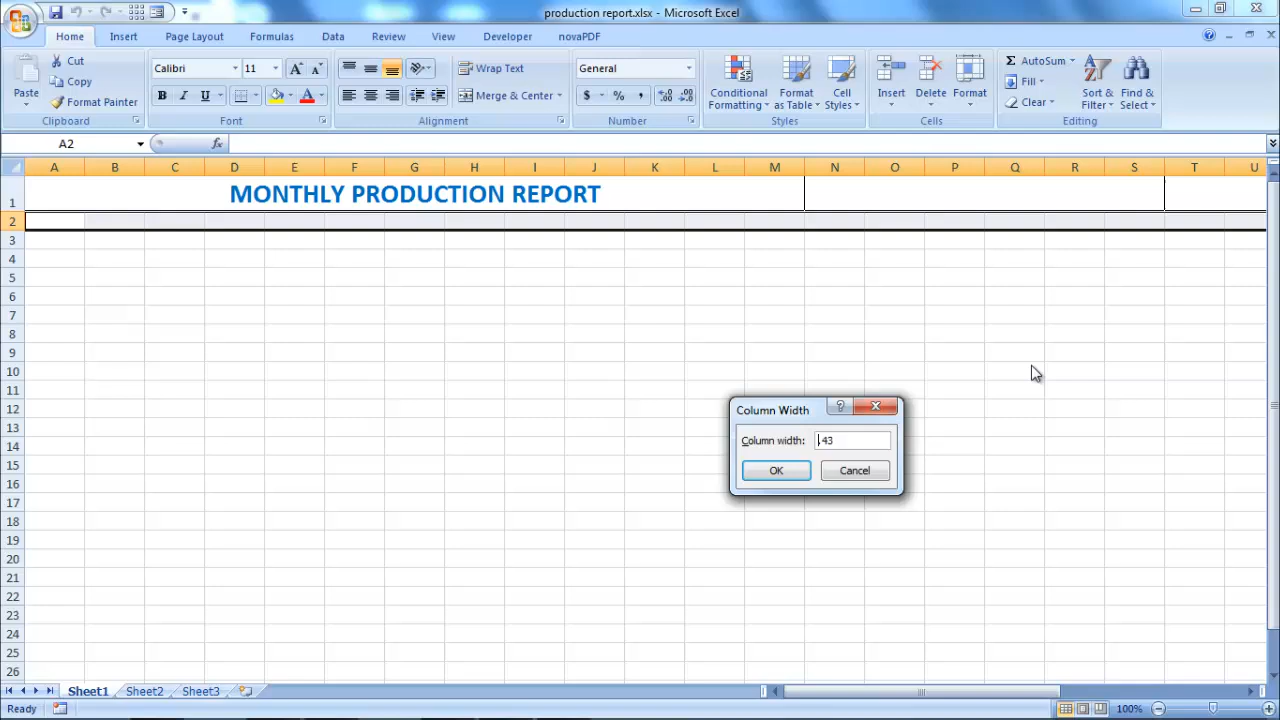 production report.xlsx - Microsoft Excel
Home Insert Page Layout Formulas Data Review View Developer novaPDF
Paste
Cut
Copy
Format Painter
Clipboard
Calibri 11
B I U A
Font
Wrap Text
Merge & Center
Alignment
General
$ % ,
Number
Conditional Formatting
Format as Table
Cell Styles
Styles
Insert
Delete
Format
Cells
Σ AutoSum
Fill
Clear
Sort & Filter
Find & Select
Editing
A2 fx
A B C D E F G H I J K L M N O P Q R S T U
1 MONTHLY PRODUCTION REPORT
2
3
4
5
6
7
8
9
10
11
12
13
14
15
16
17
18
19
20
21
22
23
24
25
26
Column Width
Column width: .43
OK Cancel
Sheet1 Sheet2 Sheet3
Ready 100%